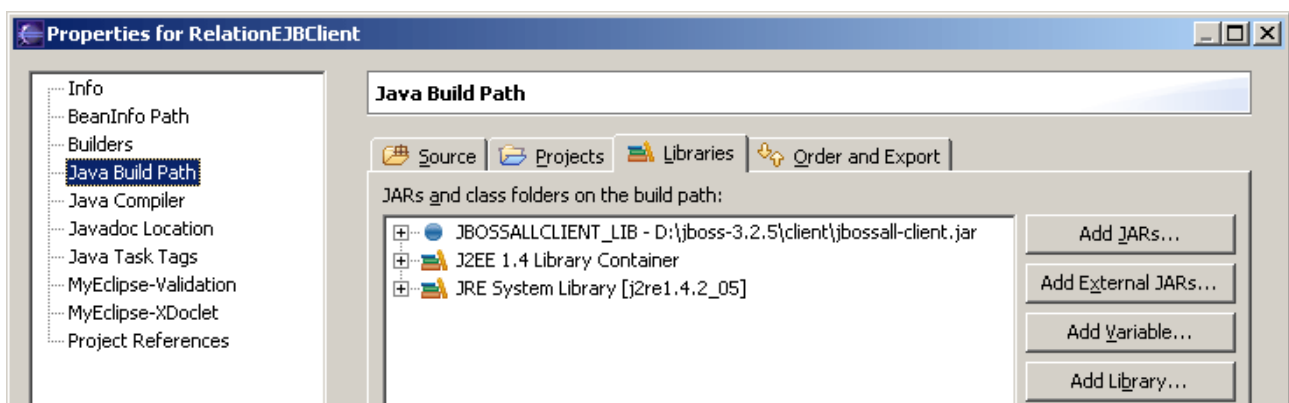 Properties for RelationEJBClient
Info
BeanInfo Path
Builders
Java Build Path
Java Compiler
Javadoc Location
Java Task Tags
MyEclipse-Validation
MyEclipse-XDoclet
Project References
Java Build Path
Source Projects Libraries Order and Export
JARs and class folders on the build path:
JBOSSALLCLIENT_LIB - D:\jboss-3.2.5\client\jbossall-client.jar
J2EE 1.4 Library Container
JRE System Library [j2re1.4.2_05]
Add JARs...
Add External JARs...
Add Variable...
Add Library...